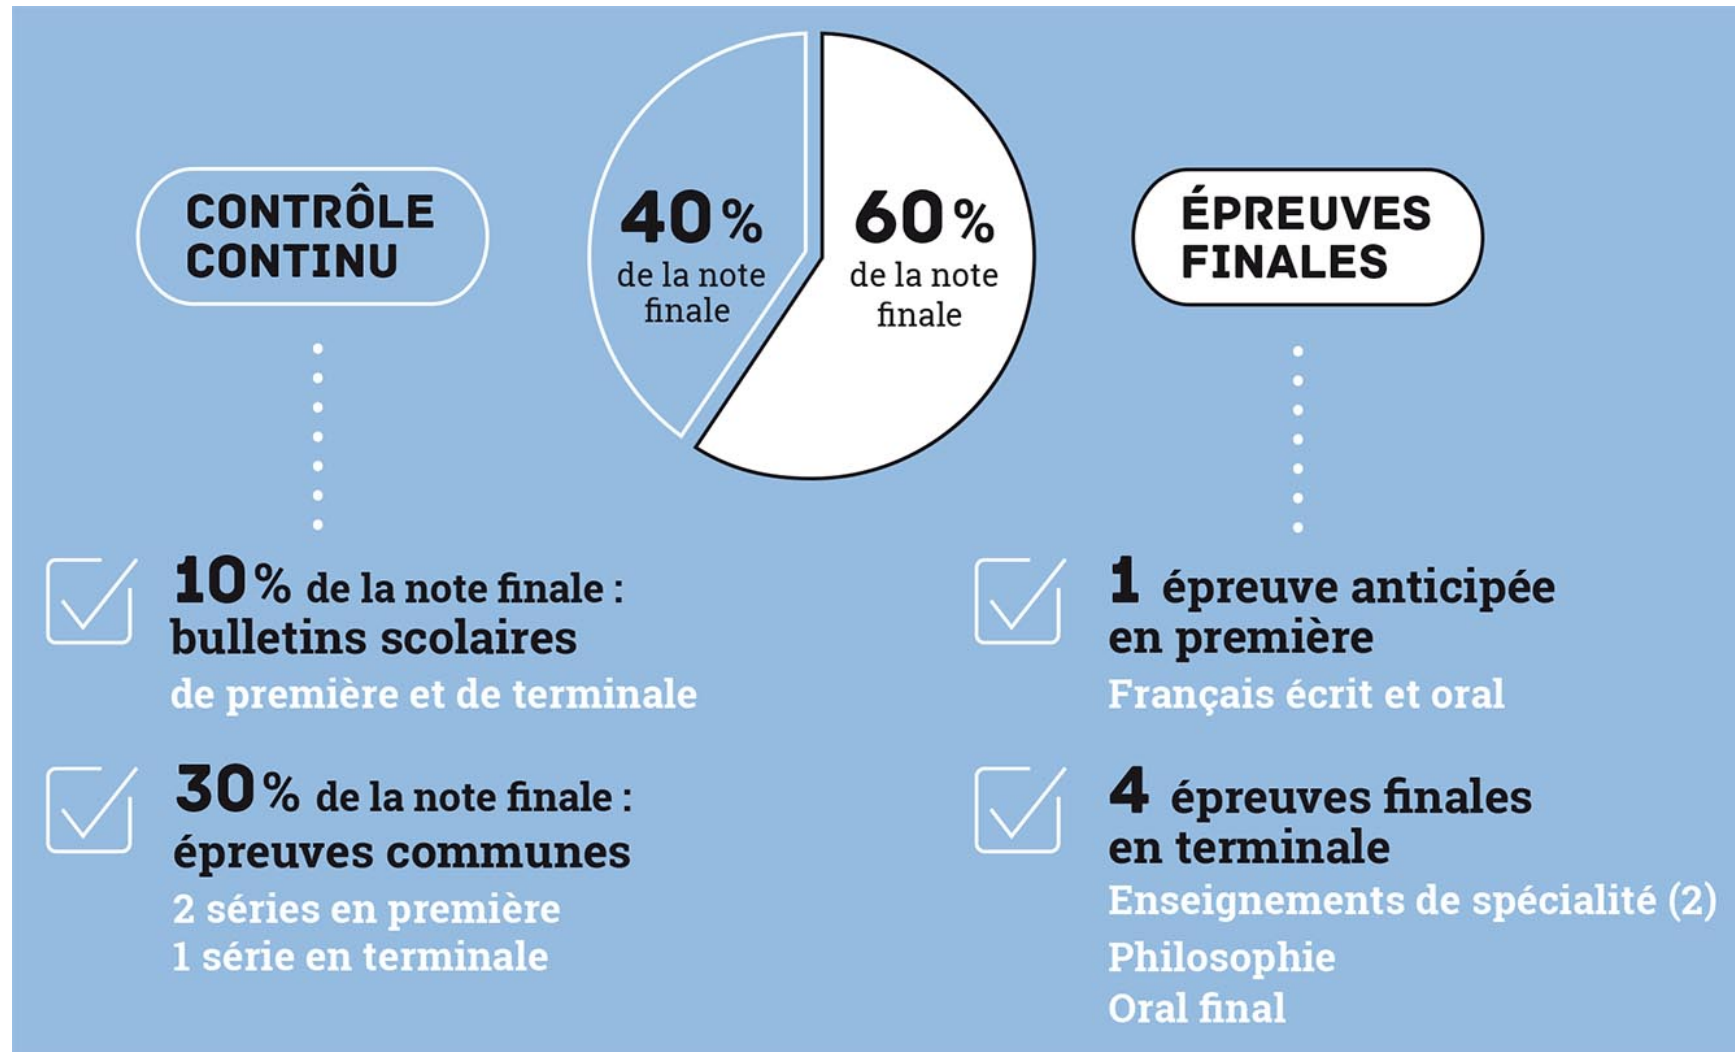 CONTRÔLE
CONTINU
40%
de la note
finale
60%
de la note
finale
ÉPREUVES
FINALES
10% de la note finale :
bulletins scolaires
de première et de terminale
30% de la note finale :
épreuves communes
2 séries en première
1 série en terminale
1 épreuve anticipée
en première
Français écrit et oral
4 épreuves finales
en terminale
Enseignements de spécialité (2)
Philosophie
Oral final